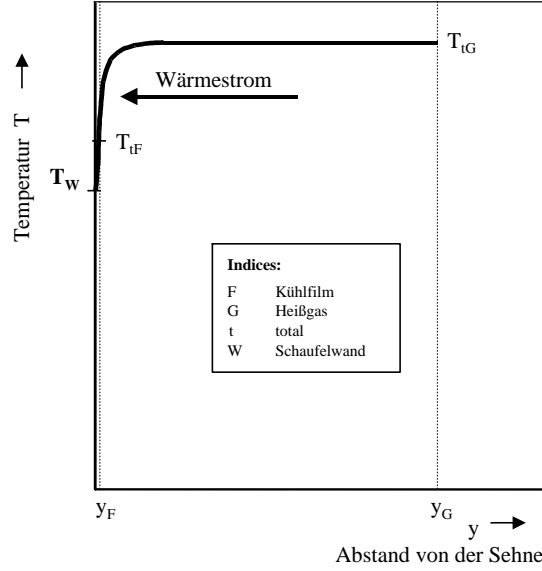 T_tG
Wärmestrom
Temperatur T
T_tF
T_W
Indices:
F Kühlfilm
G Heißgas
t total
W Schaufelwand
y_F
y_G
y
Abstand von der Sehne